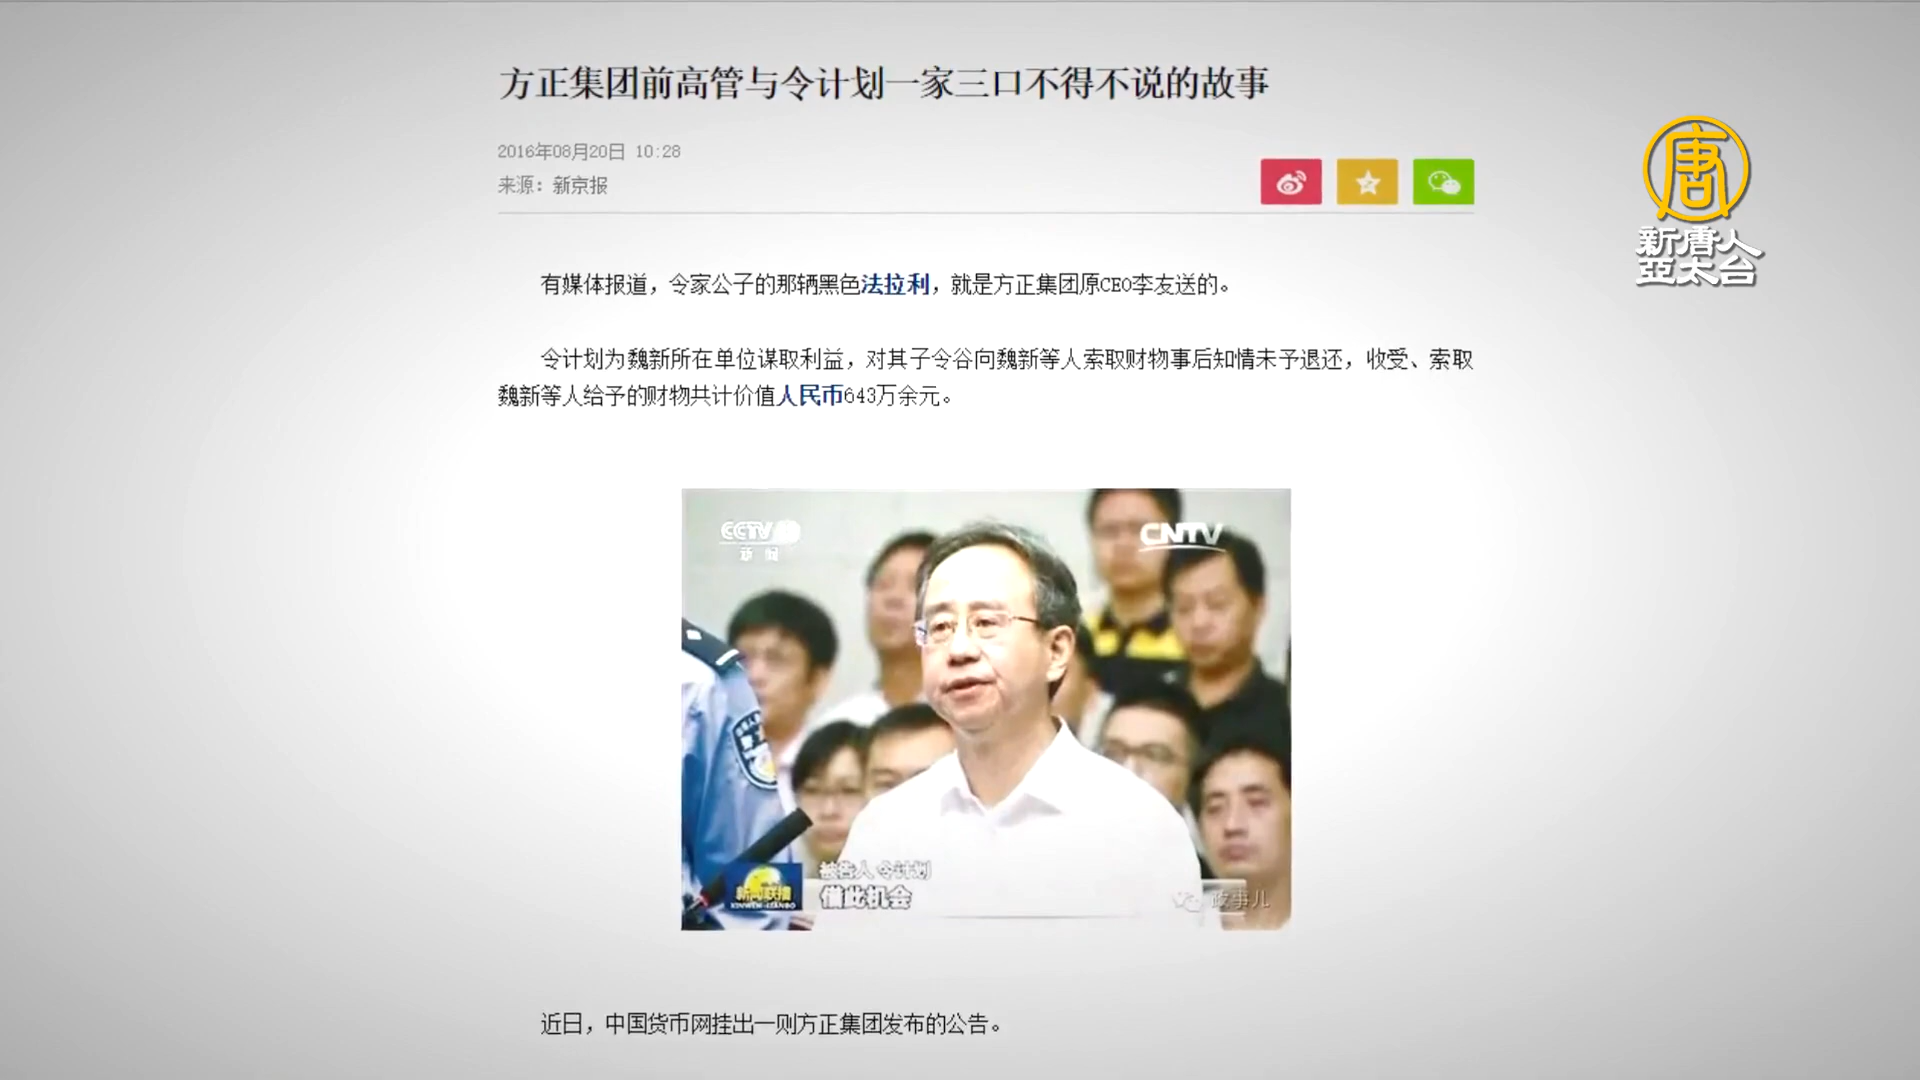 方正集团前高管与令计划一家三口不得不说的故事
2016年08月20日 10:28
来源：新京报
唐
新唐人
亞太台
有媒体报道，令家公子的那辆黑色法拉利，就是方正集团原CEO李友送的。
令计划为魏新所在单位谋取利益，对其子令谷向魏新等人索取财物事后知情未予退还，收受、索取
魏新等人给予的财物共计价值人民币643万余元。
CCTV
新闻
CNTV
被告人 令计划
借此机会
新闻联播
XINWEN LIANBO
政事儿
近日，中国货币网挂出一则方正集团发布的公告。